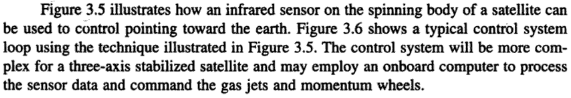 Figure 3.5 illustrates how an infrared sensor on the spinning body of a satellite can
be used to control pointing toward the earth. Figure 3.6 shows a typical control system
loop using the technique illustrated in Figure 3.5. The control system will be more com-
plex for a three-axis stabilized satellite and may employ an onboard computer to process
the sensor data and command the gas jets and momentum wheels.